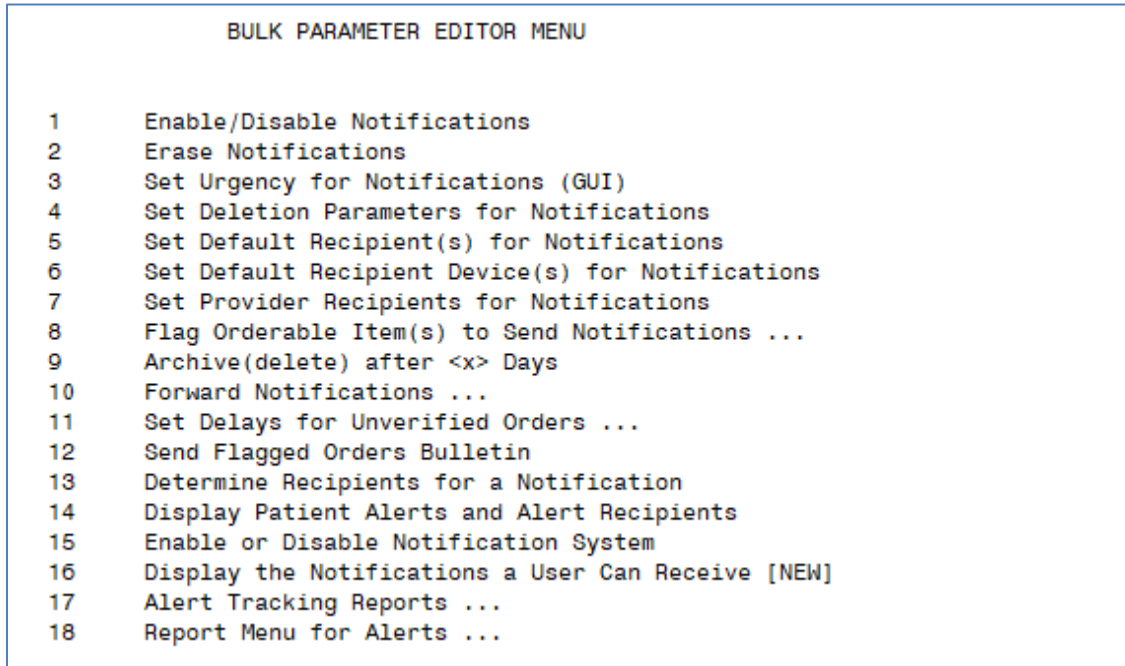 BULK PARAMETER EDITOR MENU
1 Enable/Disable Notifications
2 Erase Notifications
3 Set Urgency for Notifications (GUI)
4 Set Deletion Parameters for Notifications
5 Set Default Recipient(s) for Notifications
6 Set Default Recipient Device(s) for Notifications
7 Set Provider Recipients for Notifications
8 Flag Orderable Item(s) to Send Notifications ...
9 Archive(delete) after <x> Days
10 Forward Notifications ...
11 Set Delays for Unverified Orders ...
12 Send Flagged Orders Bulletin
13 Determine Recipients for a Notification
14 Display Patient Alerts and Alert Recipients
15 Enable or Disable Notification System
16 Display the Notifications a User Can Receive [NEW]
17 Alert Tracking Reports ...
18 Report Menu for Alerts ...